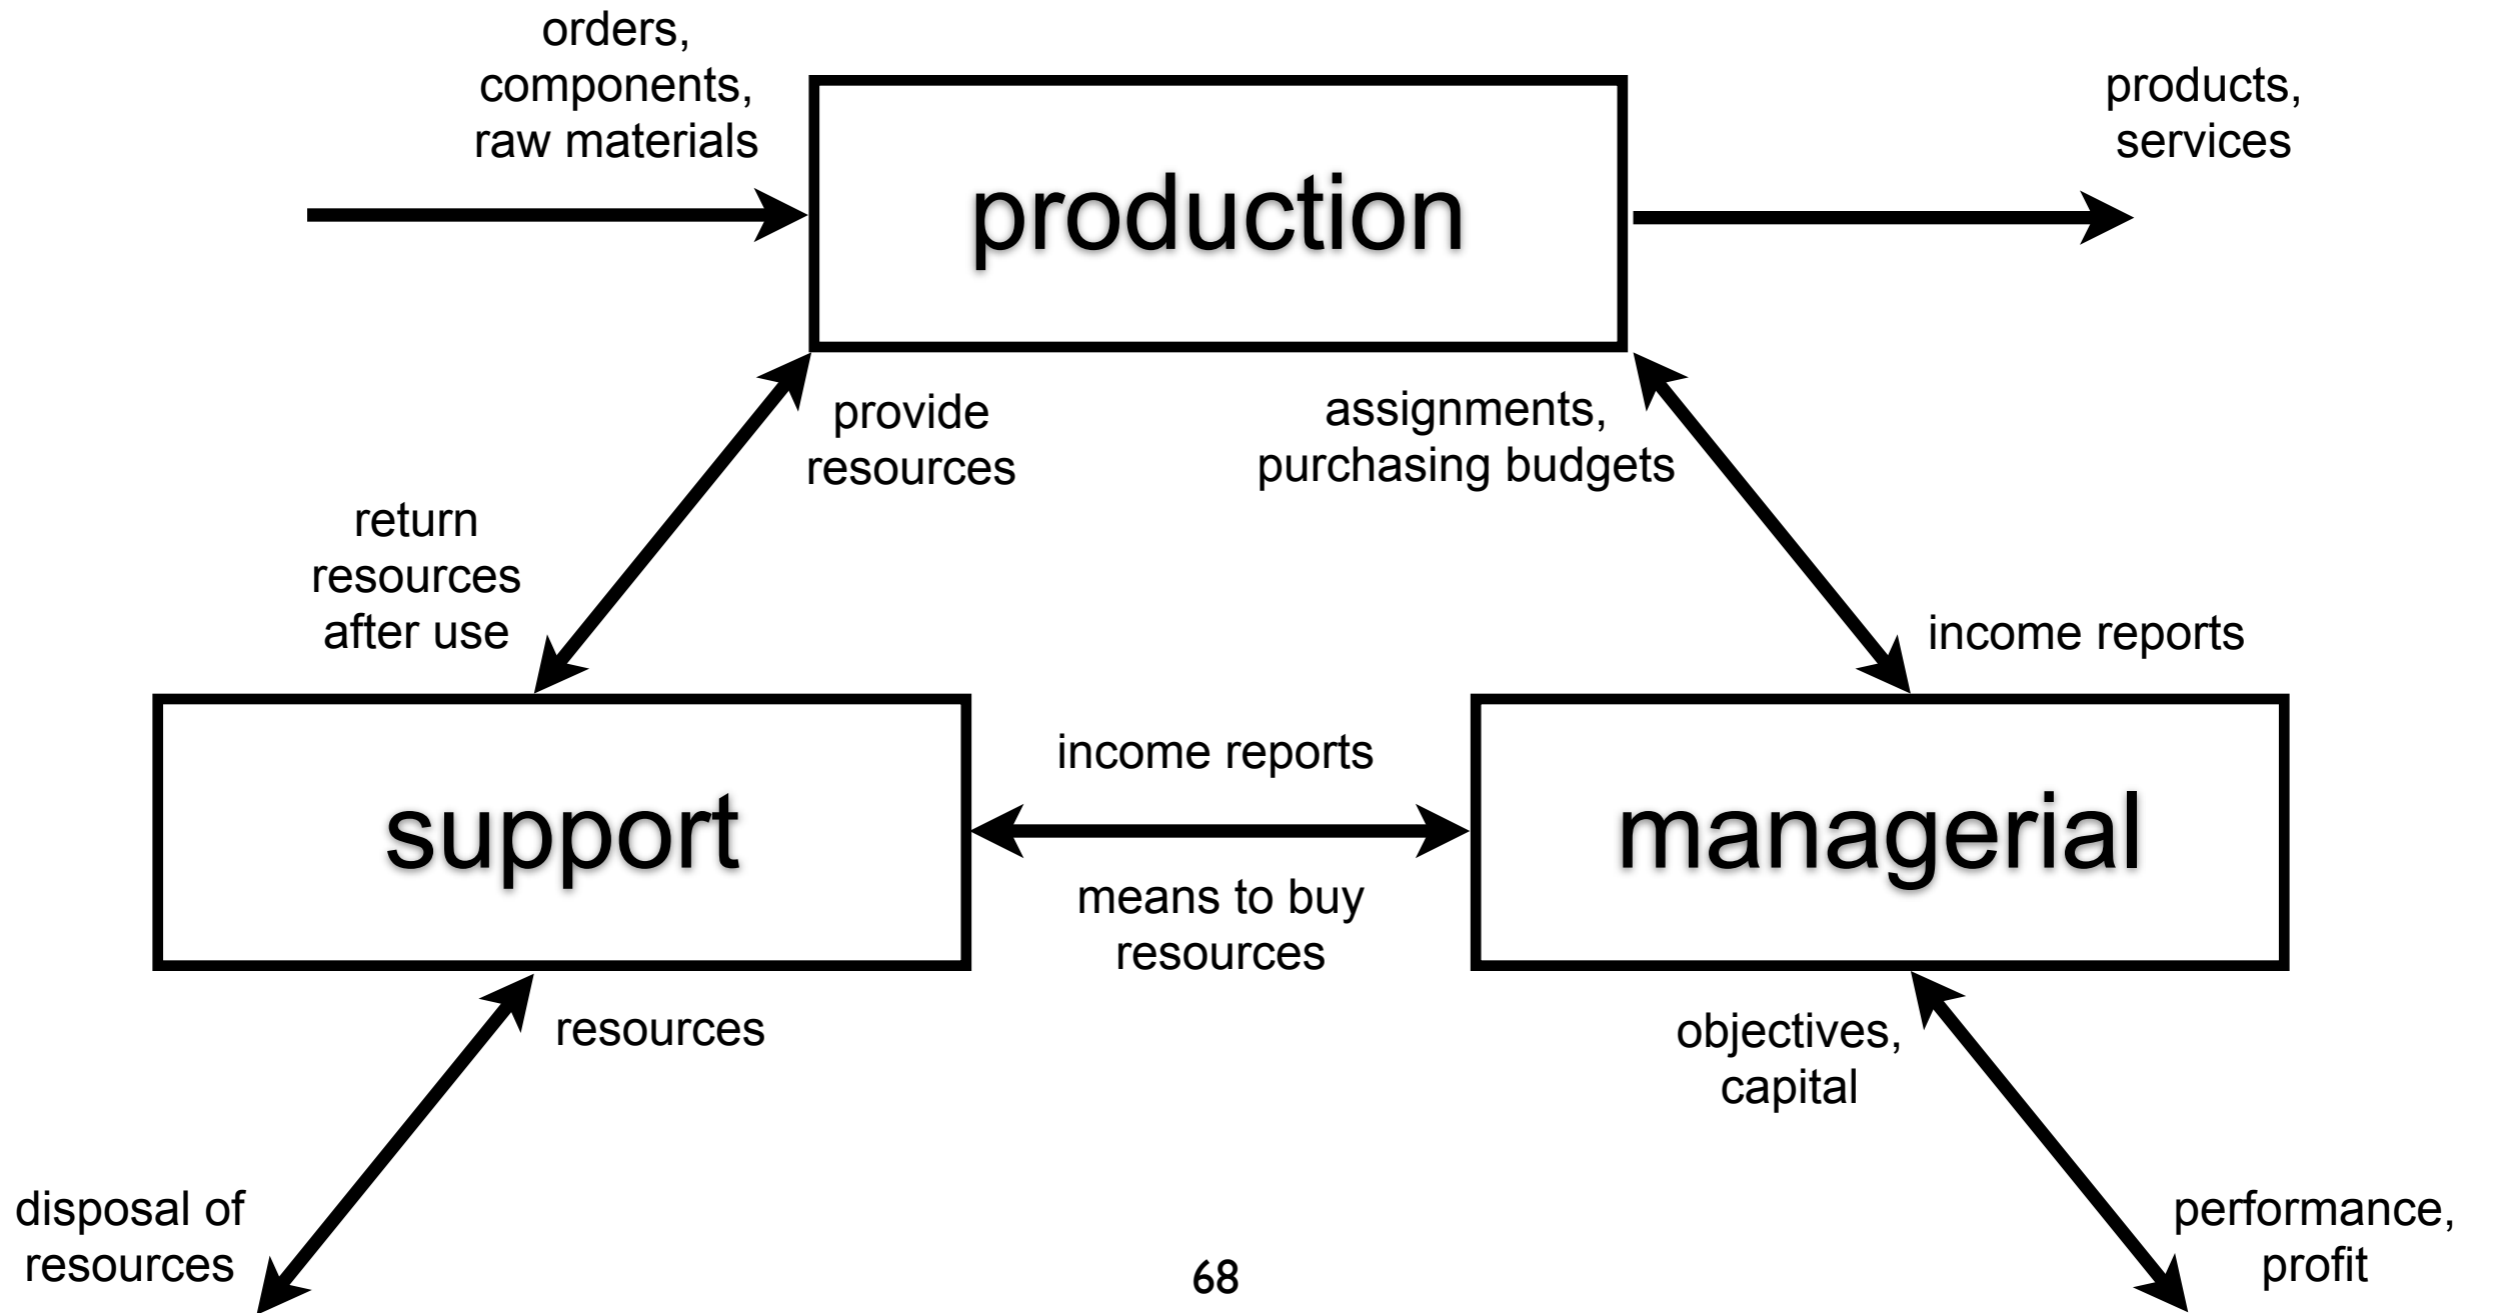 orders,
components,
raw materials
products,
services
production
provide
resources
assignments,
purchasing budgets
return
resources
after use
income reports
support
income reports
means to buy
resources
managerial
resources
objectives,
capital
disposal of
resources
performance,
profit
68